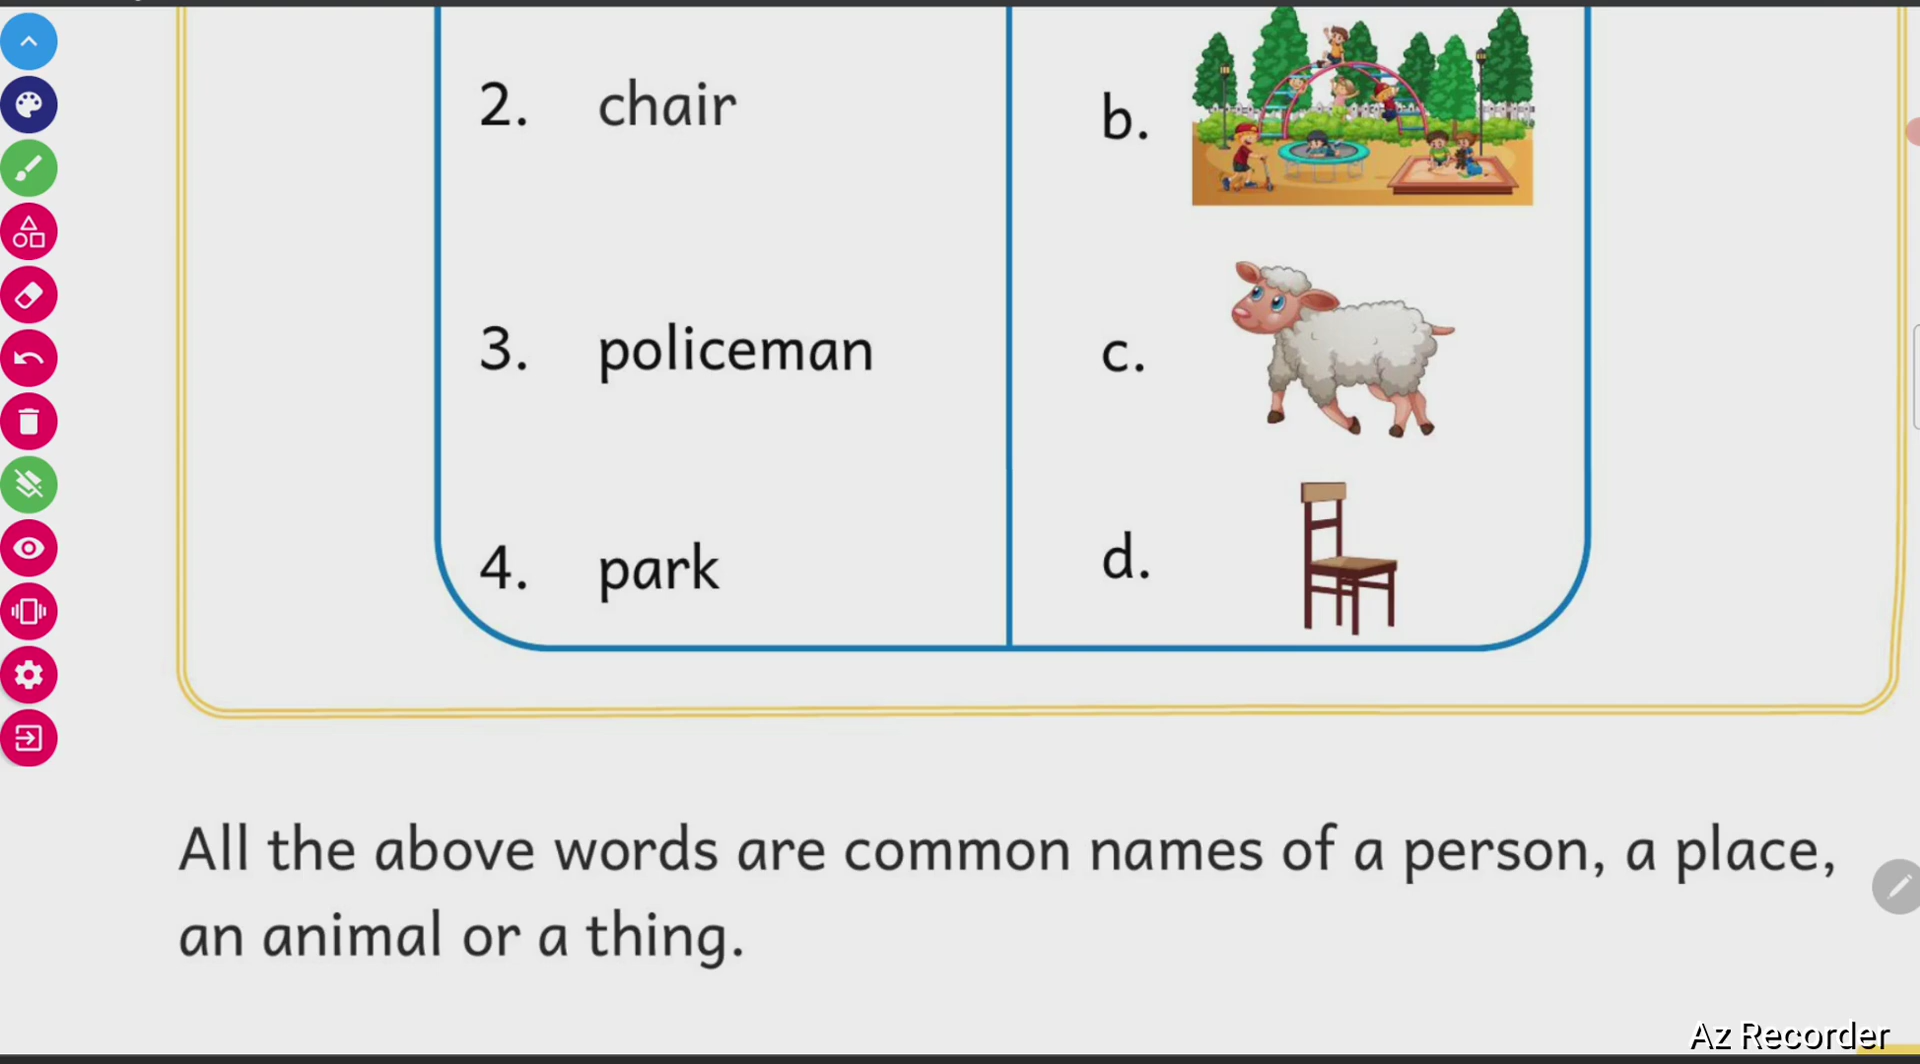 2. chair
b.
3. policeman
c.
4. park
d.
All the above words are common names of a person, a place,
an animal or a thing.
Az Recorder